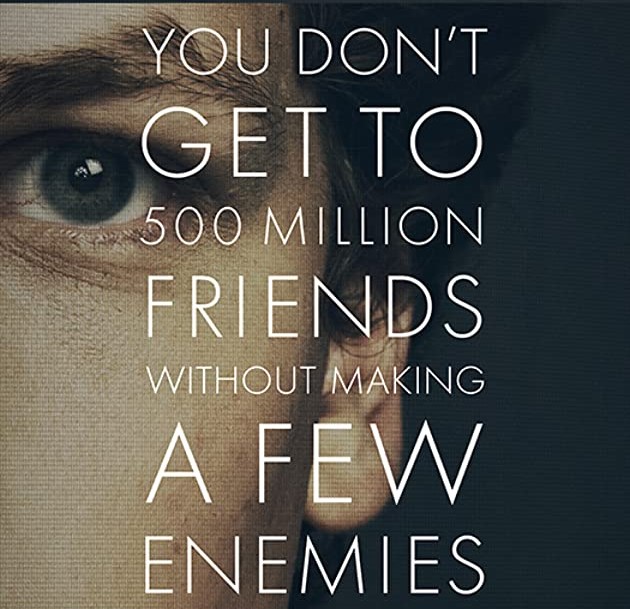 YOU DON'T
GET TO
500 MILLION
FRIENDS
WITHOUT MAKING
A FEW
ENEMIES